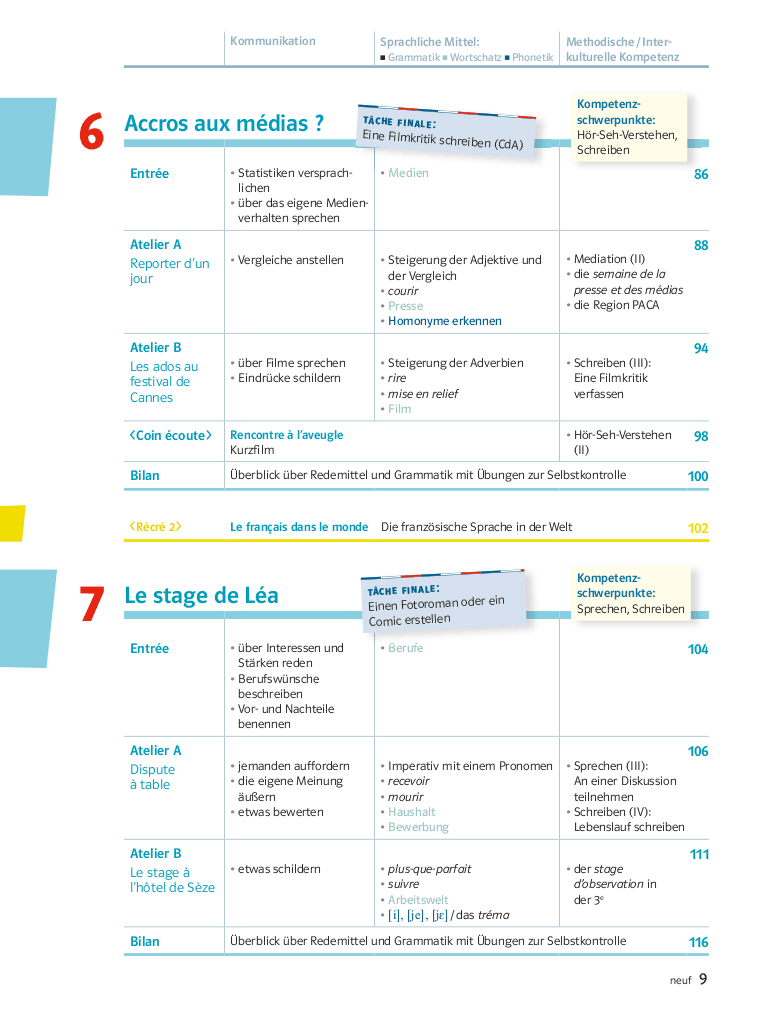 Kommunikation
Sprachliche Mittel:
■ Grammatik ■ Wortschatz ■ Phonetik
Methodische / Inter-
kulturelle Kompetenz
6
Accros aux médias ?
TÂCHE FINALE:
Eine Filmkritik schreiben (CdA)
Kompetenz-
schwerpunkte:
Hör-Seh-Verstehen,
Schreiben
Entrée
• Statistiken versprach-
lichen
• über das eigene Medien-
verhalten sprechen
• Medien
86
Atelier A
Reporter d'un
jour
• Vergleiche anstellen
• Steigerung der Adjektive und
der Vergleich
• courir
• Presse
• Homonyme erkennen
• Mediation (II)
• die semaine de la
presse et des médias
• die Region PACA
88
Atelier B
Les ados au
festival de
Cannes
• über Filme sprechen
• Eindrücke schildern
• Steigerung der Adverbien
• rire
• mise en relief
• Film
• Schreiben (III):
Eine Filmkritik
verfassen
94
‹Coin écoute›
Rencontre à l'aveugle
Kurzfilm
• Hör-Seh-Verstehen
(II)
98
Bilan
Überblick über Redemittel und Grammatik mit Übungen zur Selbstkontrolle
100
‹Récré 2›
Le français dans le monde Die französische Sprache in der Welt
102
7
Le stage de Léa
TÂCHE FINALE:
Einen Fotoroman oder ein
Comic erstellen
Kompetenz-
schwerpunkte:
Sprechen, Schreiben
Entrée
• über Interessen und
Stärken reden
• Berufswünsche
beschreiben
• Vor- und Nachteile
benennen
• Berufe
104
Atelier A
Dispute
à table
• jemanden auffordern
• die eigene Meinung
äußern
• etwas bewerten
• Imperativ mit einem Pronomen
• recevoir
• mourir
• Haushalt
• Bewerbung
• Sprechen (III):
An einer Diskussion
teilnehmen
• Schreiben (IV):
Lebenslauf schreiben
106
Atelier B
Le stage à
l'hôtel de Sèze
• etwas schildern
• plus-que-parfait
• suivre
• Arbeitswelt
• [i], [je], [jɛ] / das tréma
• der stage
d'observation in
der 3e
111
Bilan
Überblick über Redemittel und Grammatik mit Übungen zur Selbstkontrolle
116
neuf 9